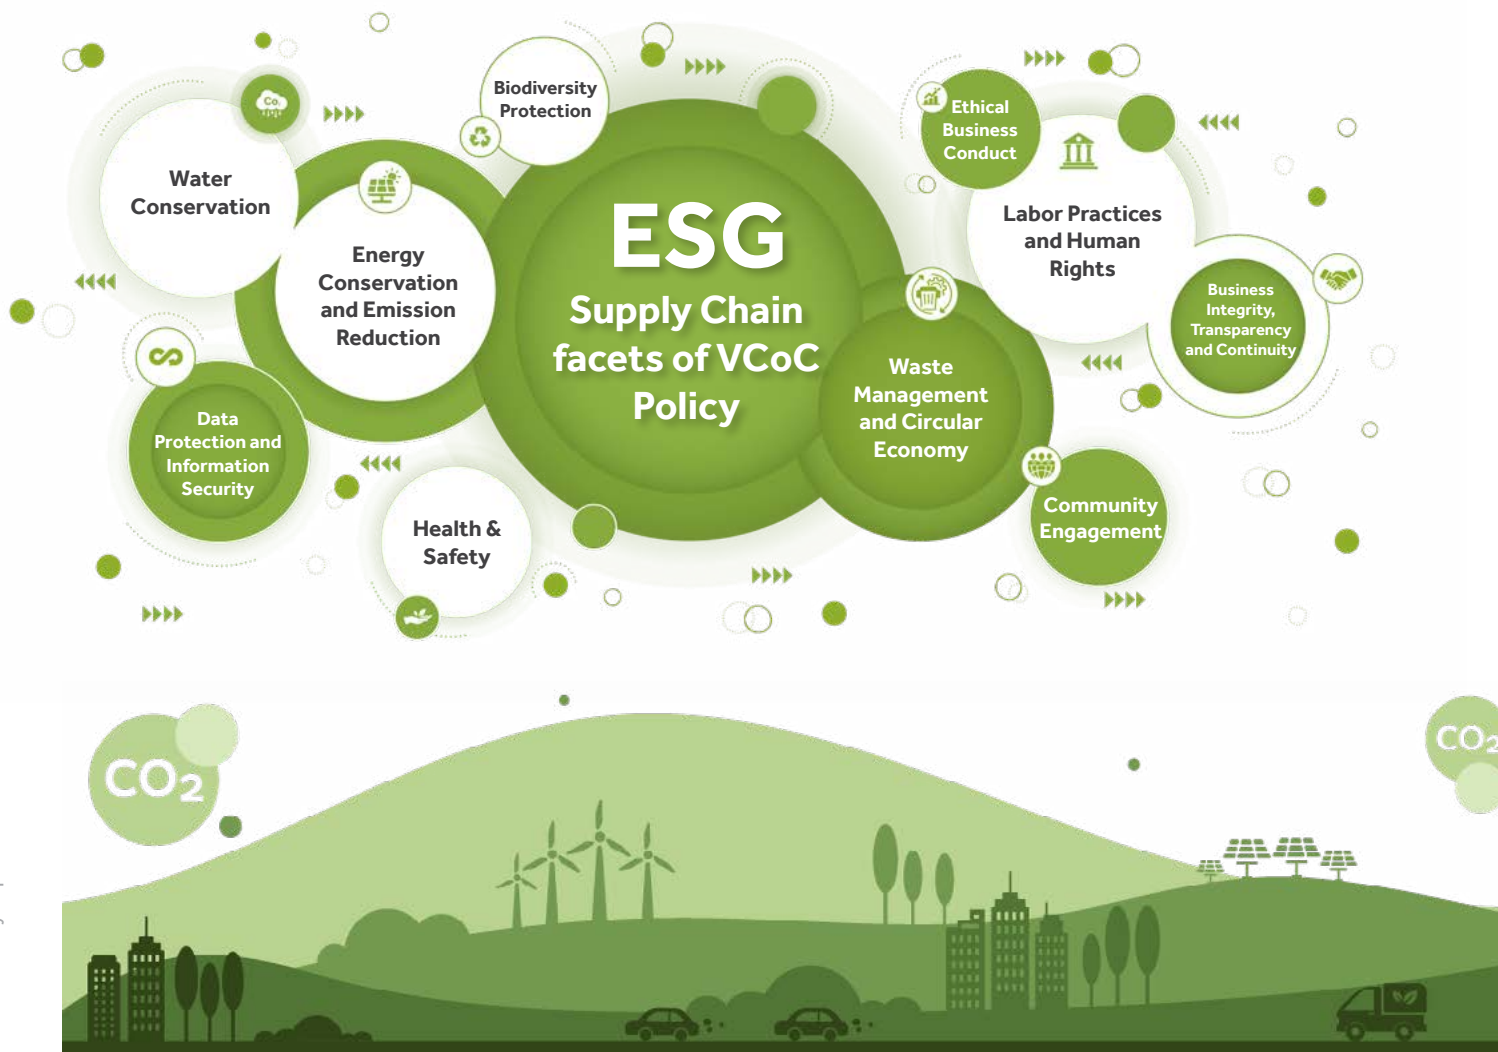 Biodiversity
Protection
Co₂
Water
Conservation
Energy
Conservation
and Emission
Reduction
ESG
Supply Chain
facets of VCoC
Policy
Ethical
Business
Conduct
Labor Practices
and Human
Rights
Business
Integrity,
Transparency
and Continuity
Waste
Management
and Circular
Economy
Data
Protection and
Information
Security
Health &
Safety
Community
Engagement
CO2
CO2